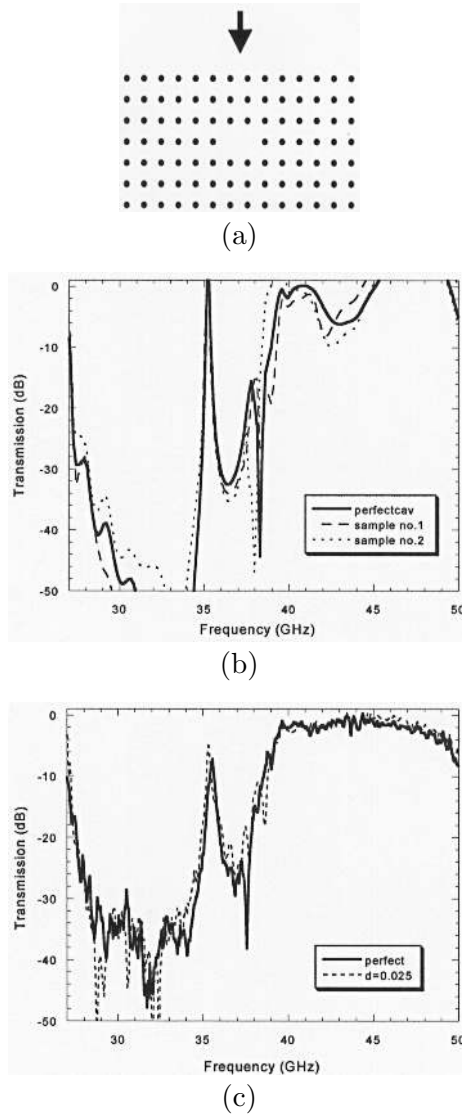 (a)
0
-10
-20
-30
-40
-50
Transmission (dB)
perfectcav
sample no.1
sample no.2
30 35 40 45 50
Frequency (GHz)
(b)
0
-10
-20
-30
-40
-50
Transmission (dB)
perfect
d=0.025
30 35 40 45 50
Frequency (GHz)
(c)